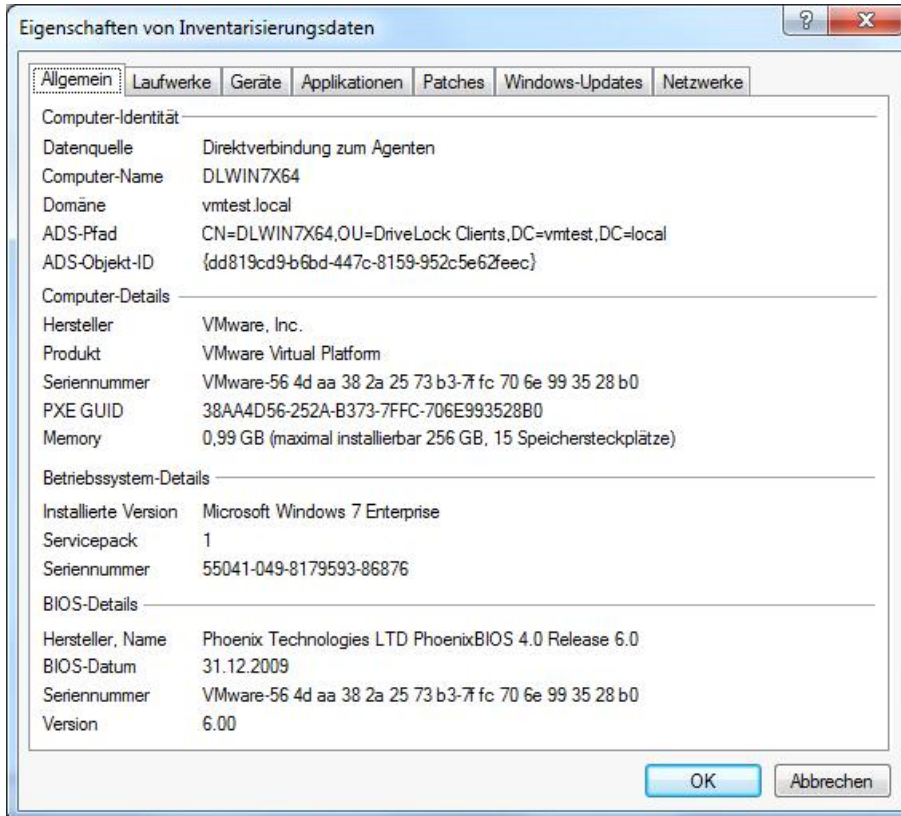 Eigenschaften von Inventarisierungsdaten
Allgemein Laufwerke Geräte Applikationen Patches Windows-Updates Netzwerke
Computer-Identität
Datenquelle Direktverbindung zum Agenten
Computer-Name DLWIN7X64
Domäne vmtest.local
ADS-Pfad CN=DLWIN7X64,OU=DriveLock Clients,DC=vmtest,DC=local
ADS-Objekt-ID {dd819cd9-b6bd-447c-8159-952c5e62feec}
Computer-Details
Hersteller VMware, Inc.
Produkt VMware Virtual Platform
Seriennummer VMware-56 4d aa 38 2a 25 73 b3-7f fc 70 6e 99 35 28 b0
PXE GUID 38AA4D56-252A-B373-7FFC-706E993528B0
Memory 0,99 GB (maximal installierbar 256 GB, 15 Speichersteckplätze)
Betriebssystem-Details
Installierte Version Microsoft Windows 7 Enterprise
Servicepack 1
Seriennummer 55041-049-8179593-86876
BIOS-Details
Hersteller, Name Phoenix Technologies LTD PhoenixBIOS 4.0 Release 6.0
BIOS-Datum 31.12.2009
Seriennummer VMware-56 4d aa 38 2a 25 73 b3-7f fc 70 6e 99 35 28 b0
Version 6.00
OK Abbrechen